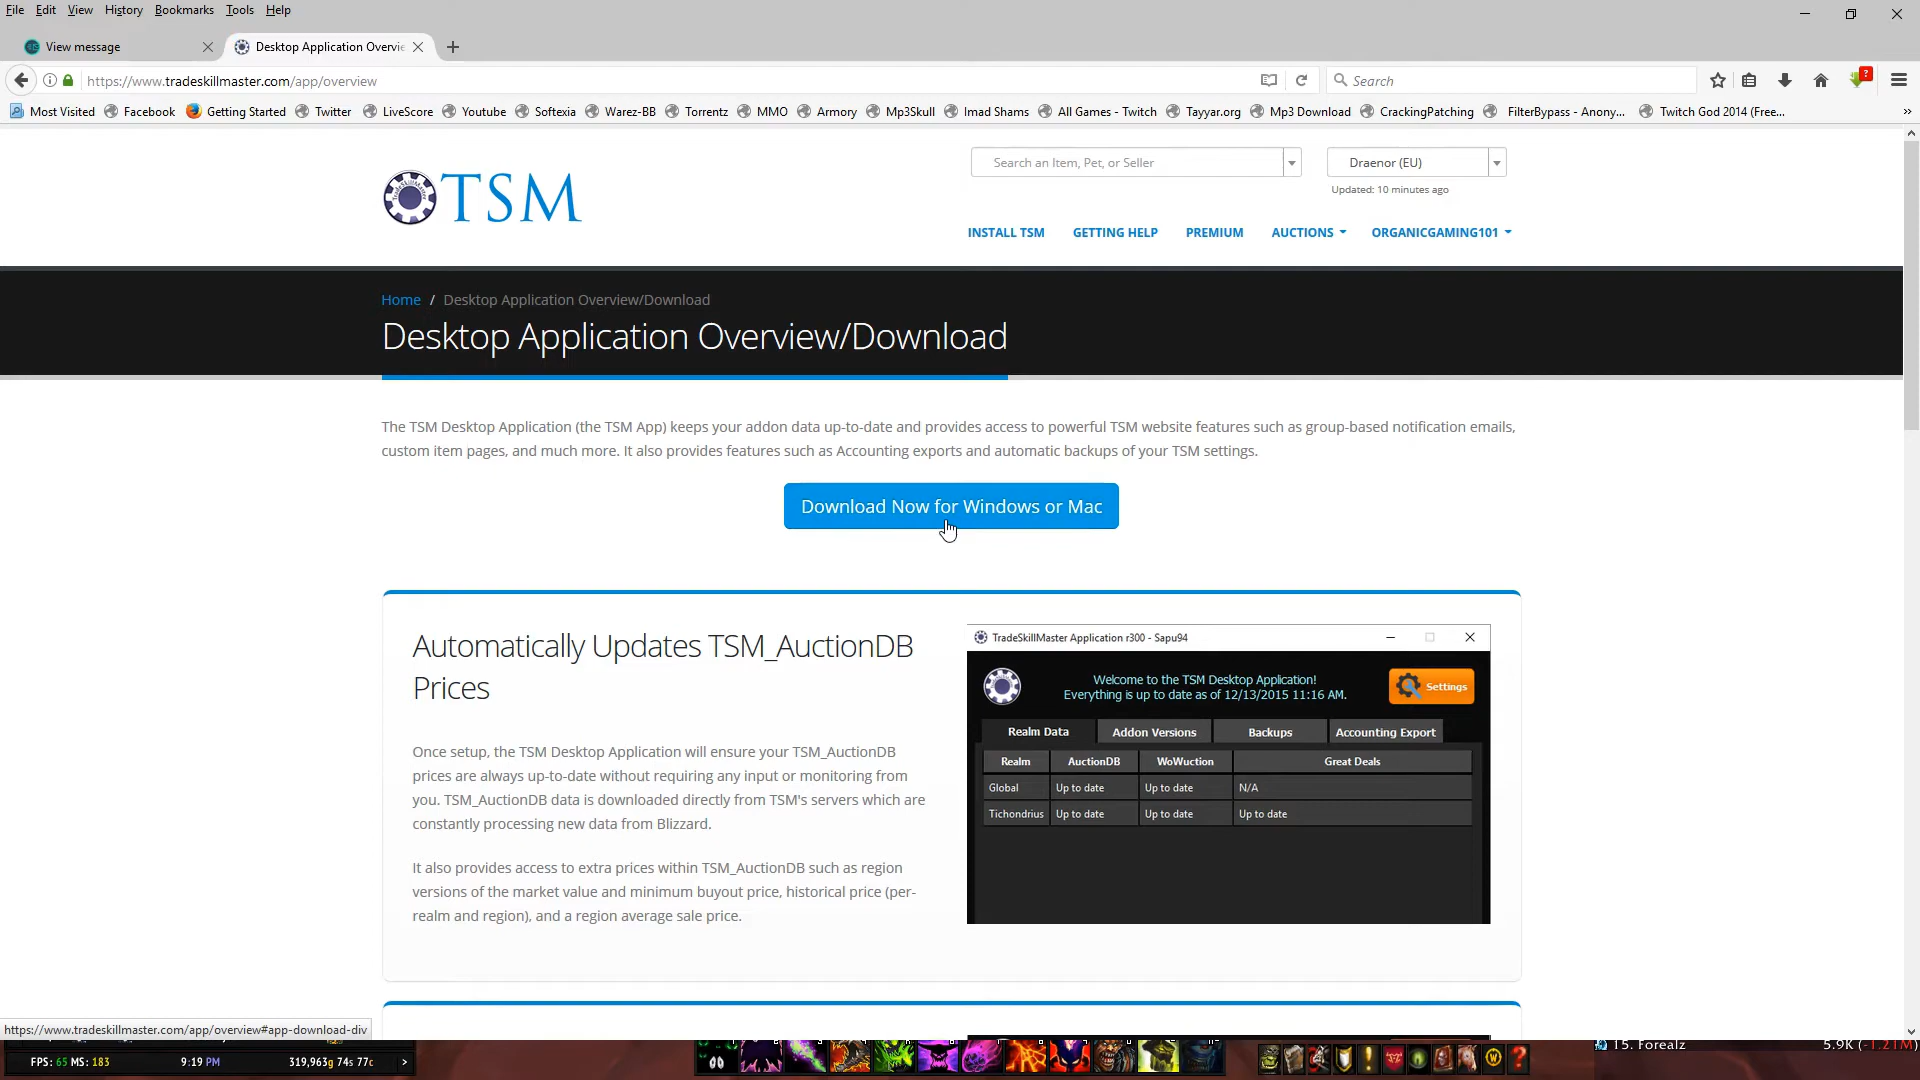 File Edit View History Bookmarks Tools Help
View message
Desktop Application Overvi
https://www.tradeskillmaster.com/app/overview
Search
Most Visited Facebook Getting Started Twitter LiveScore Youtube Softexia Warez-BB Torrentz MMO Armory Mp3Skull Imad Shams All Games - Twitch Tayyar.org Mp3 Download CrackingPatching FilterBypass - Anony... Twitch God 2014 (Free...
Search an Item, Pet, or Seller
Draenor (EU)
Updated: 10 minutes ago
TSM
INSTALL TSM GETTING HELP PREMIUM AUCTIONS ORGANICGAMING101
Home / Desktop Application Overview/Download
Desktop Application Overview/Download
The TSM Desktop Application (the TSM App) keeps your addon data up-to-date and provides access to powerful TSM website features such as group-based notification emails,
custom item pages, and much more. It also provides features such as Accounting exports and automatic backups of your TSM settings.
Download Now for Windows or Mac
Automatically Updates TSM_AuctionDB
Prices
Once setup, the TSM Desktop Application will ensure your TSM_AuctionDB
prices are always up-to-date without requiring any input or monitoring from
you. TSM_AuctionDB data is downloaded directly from TSM's servers which are
constantly processing new data from Blizzard.
It also provides access to extra prices within TSM_AuctionDB such as region
versions of the market value and minimum buyout price, historical price (per-
realm and region), and a region average sale price.
TradeSkillMaster Application r300 - Sapu94
Welcome to the TSM Desktop Application!
Everything is up to date as of 12/13/2015 11:16 AM.
Settings
Realm Data Addon Versions Backups Accounting Export
Realm AuctionDB WoWuction Great Deals
Global Up to date Up to date N/A
Tichondrius Up to date Up to date Up to date
https://www.tradeskillmaster.com/app/overview#app-download-div
FPS: 65 MS: 183 9:19 PM 319,963g 74s 77c >
15. Forealz 5.9K (-1.21M)